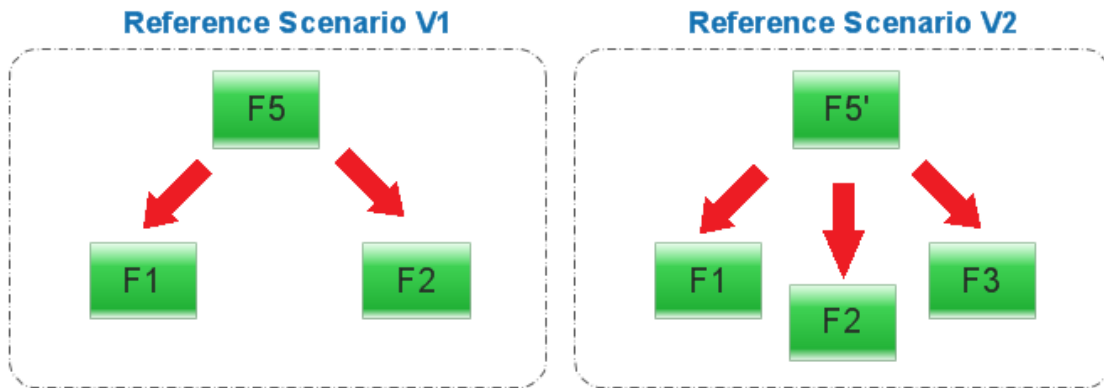 Reference Scenario V1
F5
F1
F2
Reference Scenario V2
F5'
F1
F2
F3